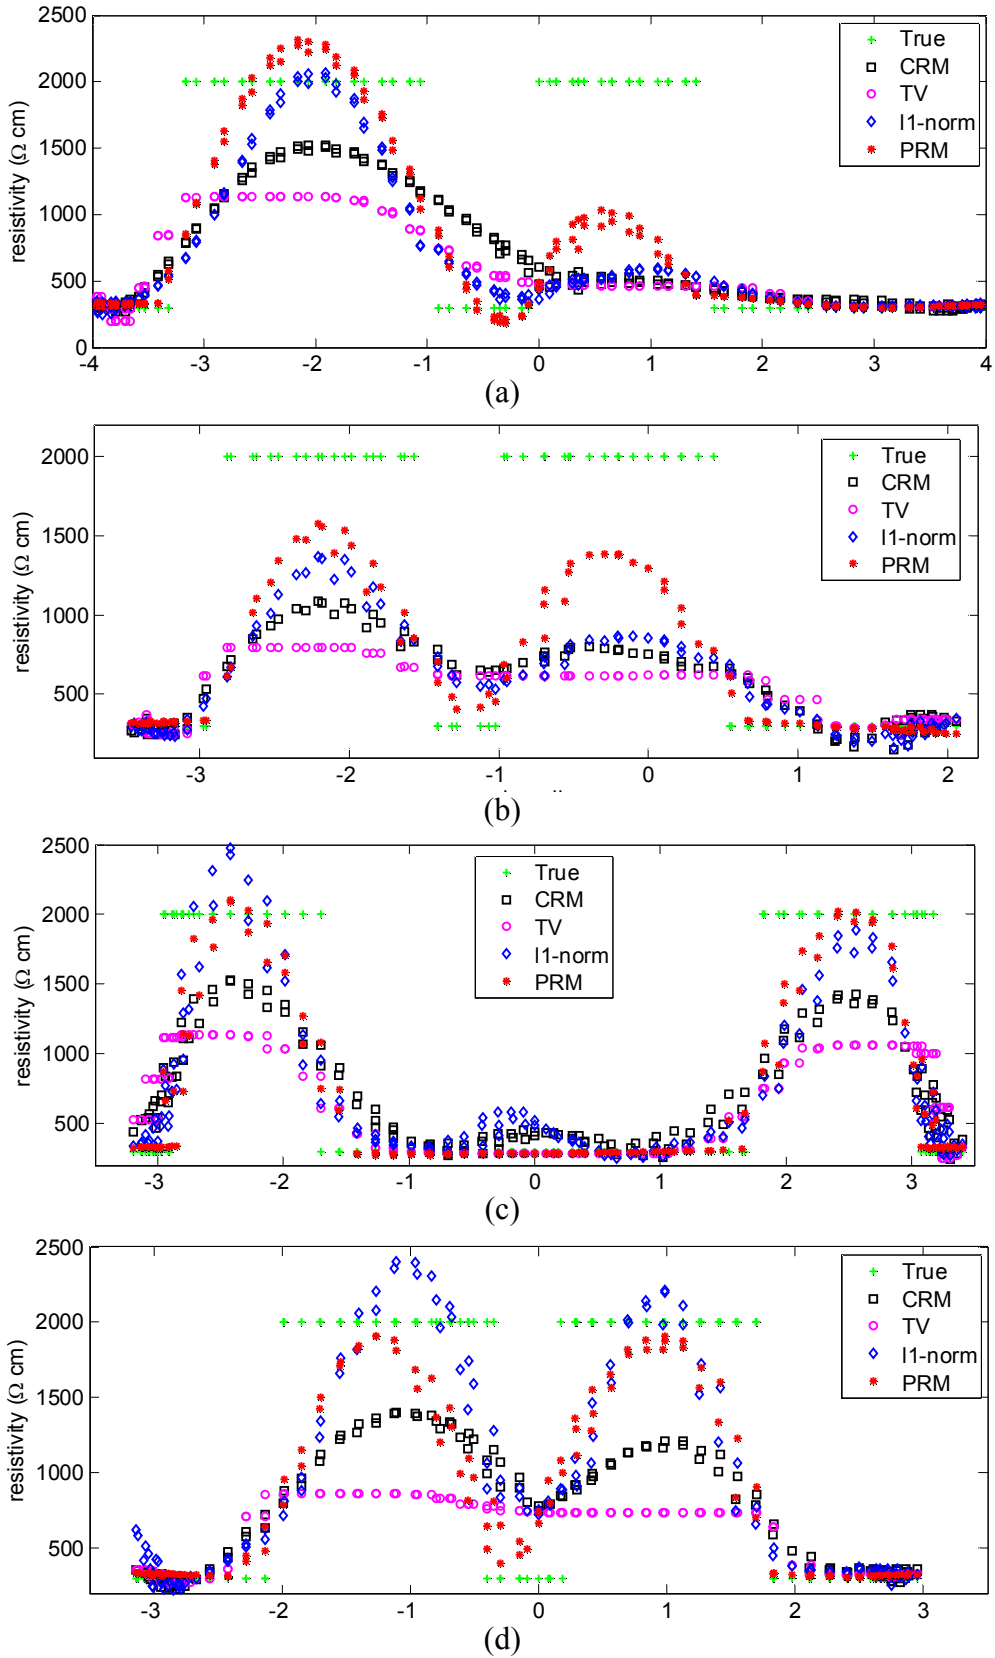 2500
2000
1500
1000
500
0
resistivity (Ω cm)
True
CRM
TV
l1-norm
PRM
-4 -3 -2 -1 0 1 2 3 4
(a)
2000
1500
1000
500
resistivity (Ω cm)
True
CRM
TV
l1-norm
PRM
-3 -2 -1 0 1 2
(b)
2500
2000
1500
1000
500
resistivity (Ω cm)
True
CRM
TV
l1-norm
PRM
-3 -2 -1 0 1 2 3
(c)
2500
2000
1500
1000
500
resistivity (Ω cm)
True
CRM
TV
l1-norm
PRM
-3 -2 -1 0 1 2 3
(d)